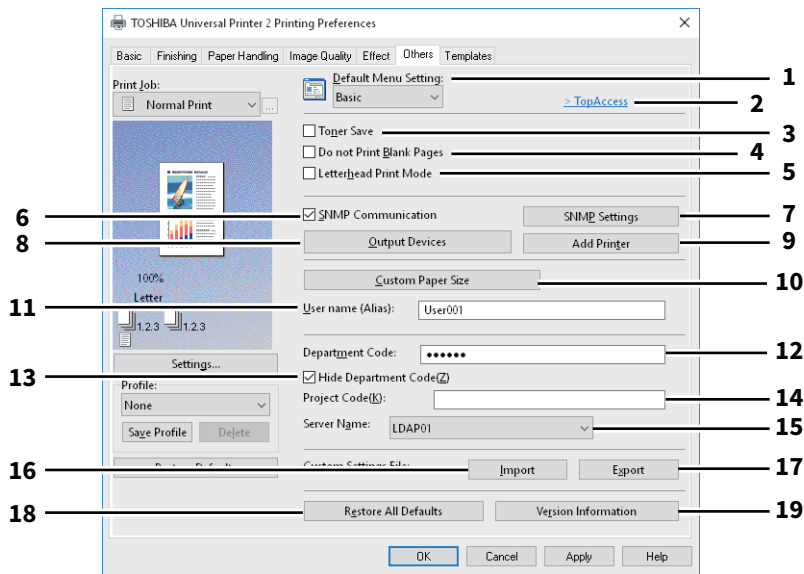 TOSHIBA Universal Printer 2 Printing Preferences
Basic Finishing Paper Handling Image Quality Effect Others Templates
Print Job:
Normal Print ...
100%
Letter
1.2.3 1.2.3
Settings...
Profile:
None
Save Profile Delete
Default Menu Setting:
Basic
> TopAccess
Toner Save
Do not Print Blank Pages
Letterhead Print Mode
SNMP Communication SNMP Settings
Output Devices Add Printer
Custom Paper Size
User name (Alias): User001
Department Code: ●●●●●●
Hide Department Code(Z)
Project Code(K):
Server Name: LDAP01
Custom Settings File: Import Export
Restore All Defaults Version Information
OK Cancel Apply Help
1
2
3
4
5
6
7
8
9
10
11
12
13
14
15
16
17
18
19